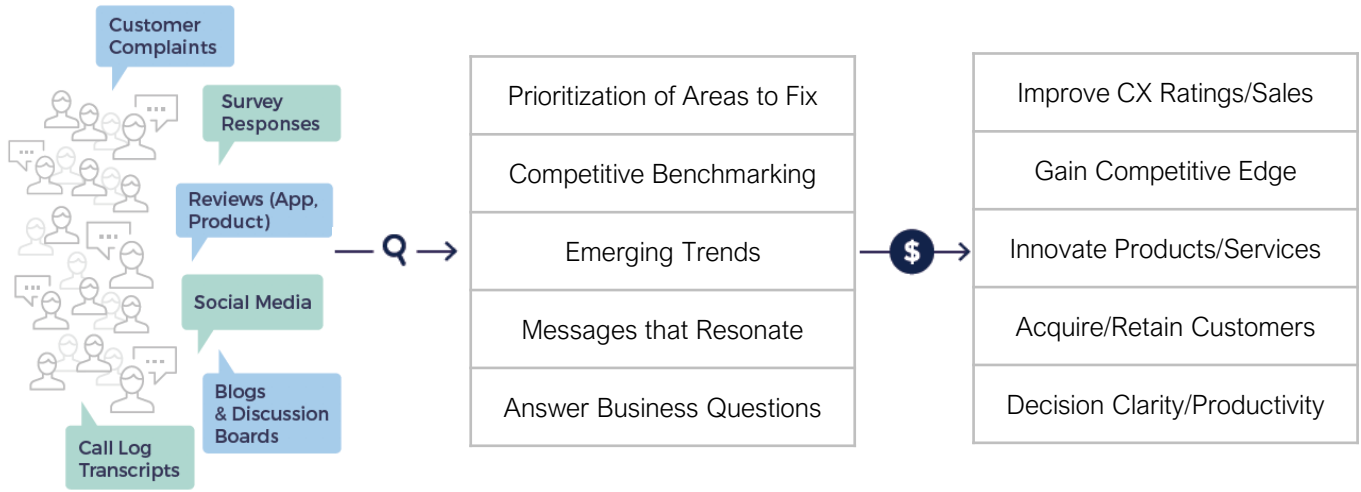 Customer
Complaints
Survey
Responses
Reviews (App,
Product)
Social Media
Blogs
& Discussion
Boards
Call Log
Transcripts
Prioritization of Areas to Fix
Competitive Benchmarking
Emerging Trends
Messages that Resonate
Answer Business Questions
$
Improve CX Ratings/Sales
Gain Competitive Edge
Innovate Products/Services
Acquire/Retain Customers
Decision Clarity/Productivity